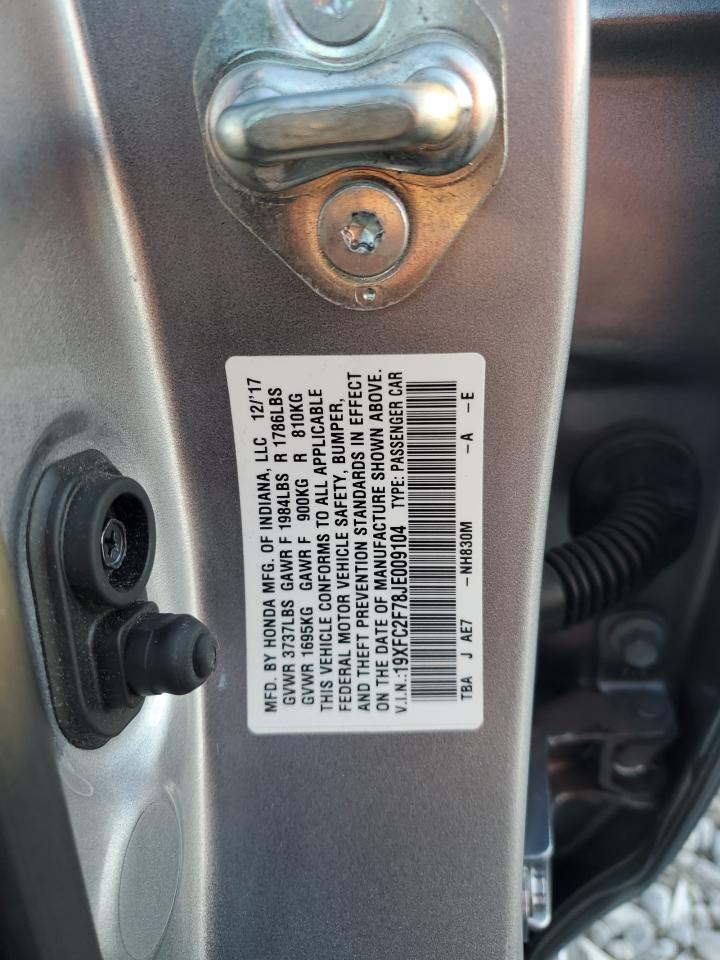 MFD. BY HONDA MFG. OF INDIANA, LLC 12/'17
GVWR 3737LBS GAWR F 1984LBS R 1786LBS
GVWR 1695KG GAWR F 900KG R 810KG
THIS VEHICLE CONFORMS TO ALL APPLICABLE
FEDERAL MOTOR VEHICLE SAFETY, BUMPER,
AND THEFT PREVENTION STANDARDS IN EFFECT
ON THE DATE OF MANUFACTURE SHOWN ABOVE.
V.I.N.:19XFC2F78JE009104 TYPE: PASSENGER CAR
TBA J AE7 -NH830M -A -E